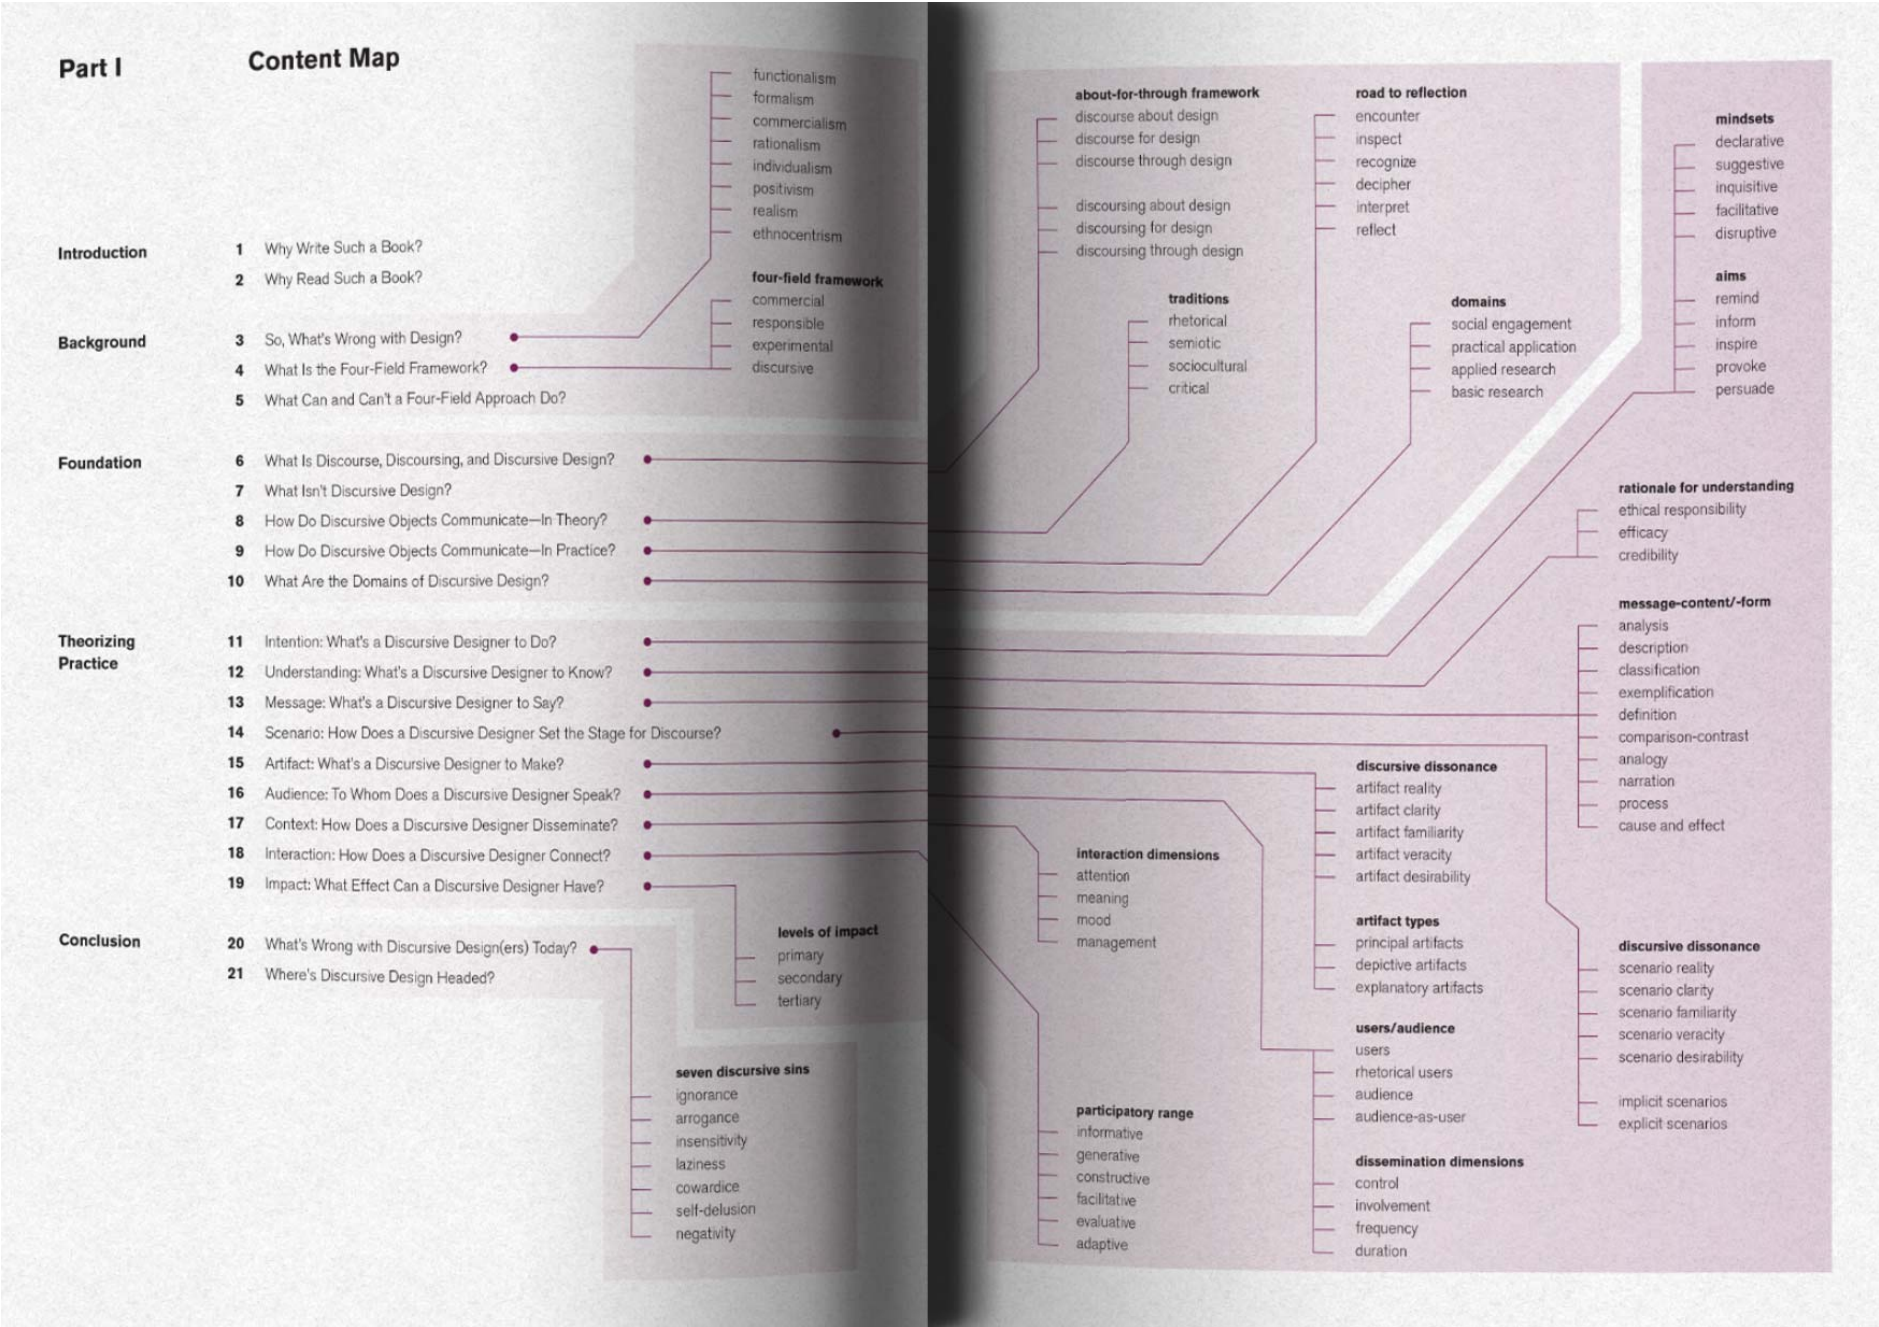 Part I
Content Map
Introduction
1 Why Write Such a Book?
2 Why Read Such a Book?
Background
3 So, What's Wrong with Design?
4 What Is the Four-Field Framework?
5 What Can and Can't a Four-Field Approach Do?
Foundation
6 What Is Discourse, Discoursing, and Discursive Design?
7 What Isn't Discursive Design?
8 How Do Discursive Objects Communicate—In Theory?
9 How Do Discursive Objects Communicate—In Practice?
10 What Are the Domains of Discursive Design?
Theorizing
Practice
11 Intention: What's a Discursive Designer to Do?
12 Understanding: What's a Discursive Designer to Know?
13 Message: What's a Discursive Designer to Say?
14 Scenario: How Does a Discursive Designer Set the Stage for Discourse?
15 Artifact: What's a Discursive Designer to Make?
16 Audience: To Whom Does a Discursive Designer Speak?
17 Context: How Does a Discursive Designer Disseminate?
18 Interaction: How Does a Discursive Designer Connect?
19 Impact: What Effect Can a Discursive Designer Have?
Conclusion
20 What's Wrong with Discursive Design(ers) Today?
21 Where's Discursive Design Headed?
functionalism
formalism
commercialism
rationalism
individualism
positivism
realism
ethnocentrism
four-field framework
commercial
responsible
experimental
discursive
levels of impact
primary
secondary
tertiary
seven discursive sins
ignorance
arrogance
insensitivity
laziness
cowardice
self-delusion
negativity
about-for-through framework
discourse about design
discourse for design
discourse through design
discoursing about design
discoursing for design
discoursing through design
traditions
rhetorical
semiotic
sociocultural
critical
road to reflection
encounter
inspect
recognize
decipher
interpret
reflect
domains
social engagement
practical application
applied research
basic research
mindsets
declarative
suggestive
inquisitive
facilitative
disruptive
aims
remind
inform
inspire
provoke
persuade
rationale for understanding
ethical responsibility
efficacy
credibility
message-content/-form
analysis
description
classification
exemplification
definition
comparison-contrast
analogy
narration
process
cause and effect
discursive dissonance
artifact reality
artifact clarity
artifact familiarity
artifact veracity
artifact desirability
artifact types
principal artifacts
depictive artifacts
explanatory artifacts
interaction dimensions
attention
meaning
mood
management
users/audience
users
rhetorical users
audience
audience-as-user
dissemination dimensions
control
involvement
frequency
duration
participatory range
informative
generative
constructive
facilitative
evaluative
adaptive
discursive dissonance
scenario reality
scenario clarity
scenario familiarity
scenario veracity
scenario desirability
implicit scenarios
explicit scenarios